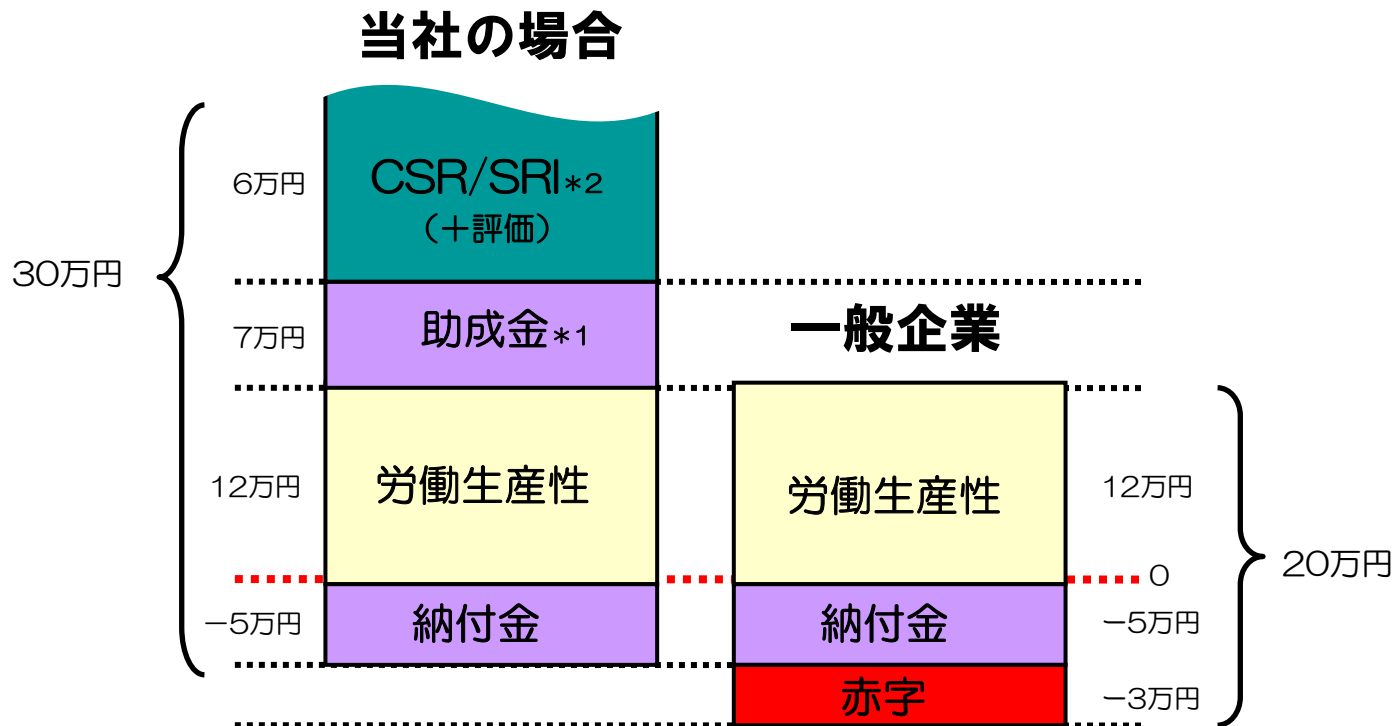 当社の場合
6万円
CSR/SRI*2
(+評価)
30万円
7万円
助成金*1
一般企業
12万円
労働生産性
労働生産性
12万円
0
20万円
-5万円
納付金
納付金
-5万円
赤字
-3万円